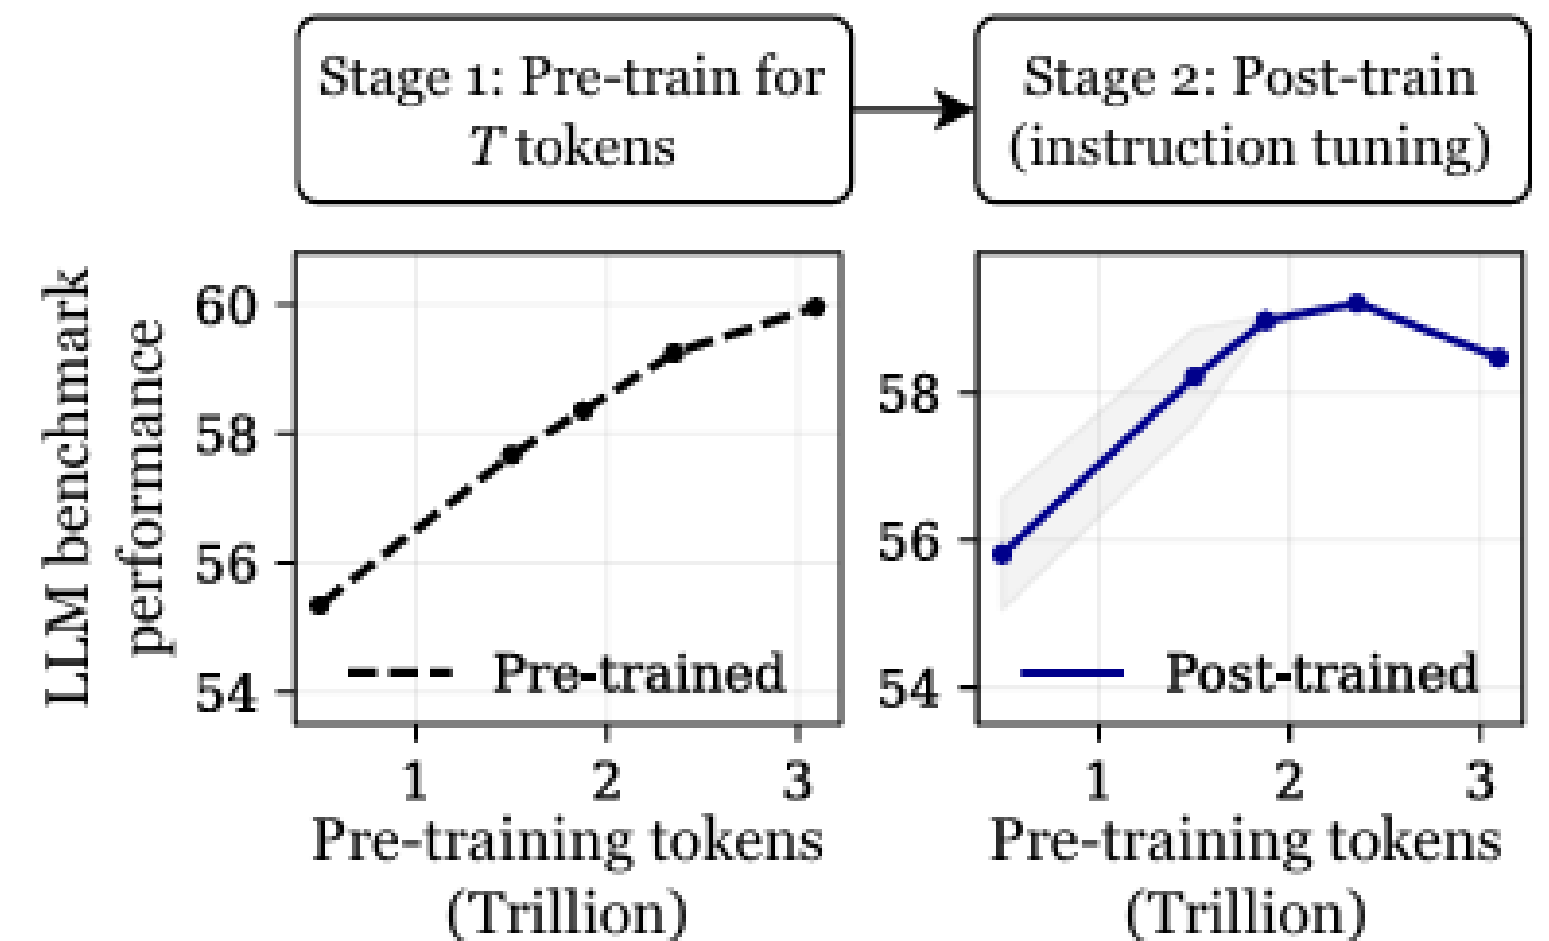 Stage 1: Pre-train for
T tokens
Stage 2: Post-train
(instruction tuning)
LLM benchmark
performance
60
58
56
54
Pre-trained
1
2
3
Pre-training tokens
(Trillion)
58
56
54
Post-trained
1
2
3
Pre-training tokens
(Trillion)